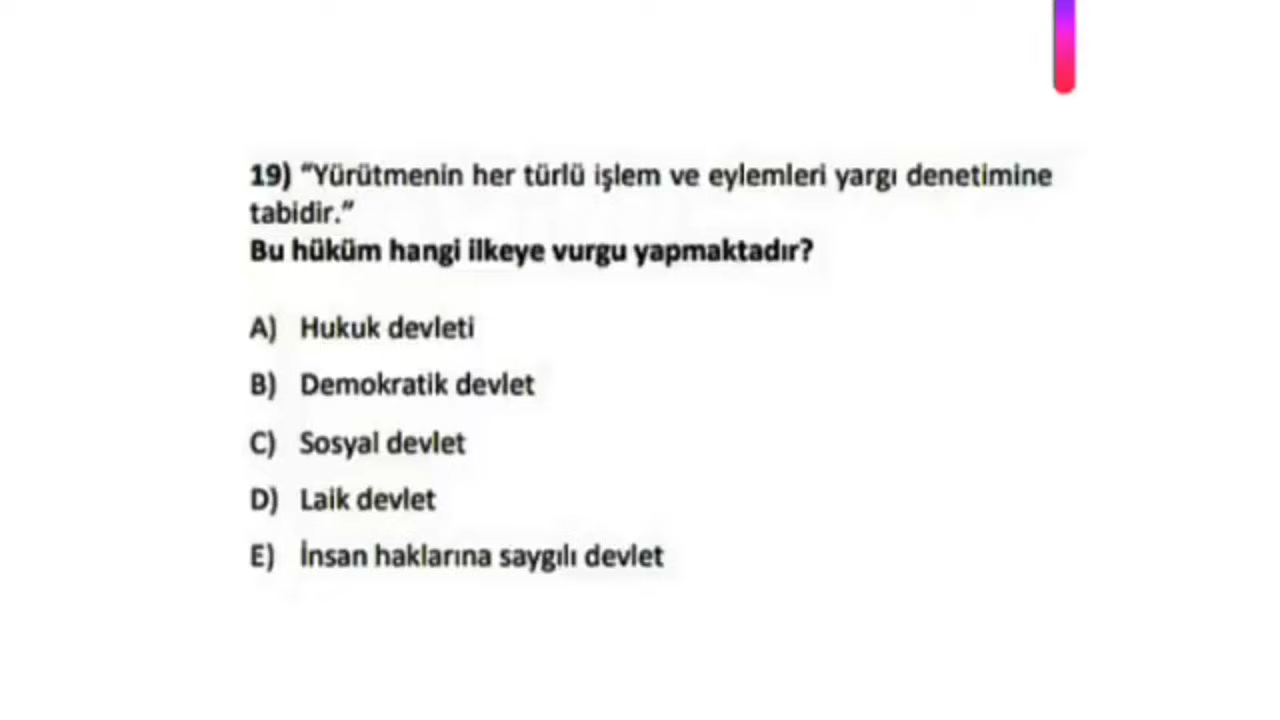 19) "Yürütmenin her türlü işlem ve eylemleri yargı denetimine
tabidir."
Bu hüküm hangi ilkeye vurgu yapmaktadır?
A) Hukuk devleti
B) Demokratik devlet
C) Sosyal devlet
D) Laik devlet
E) İnsan haklarına saygılı devlet